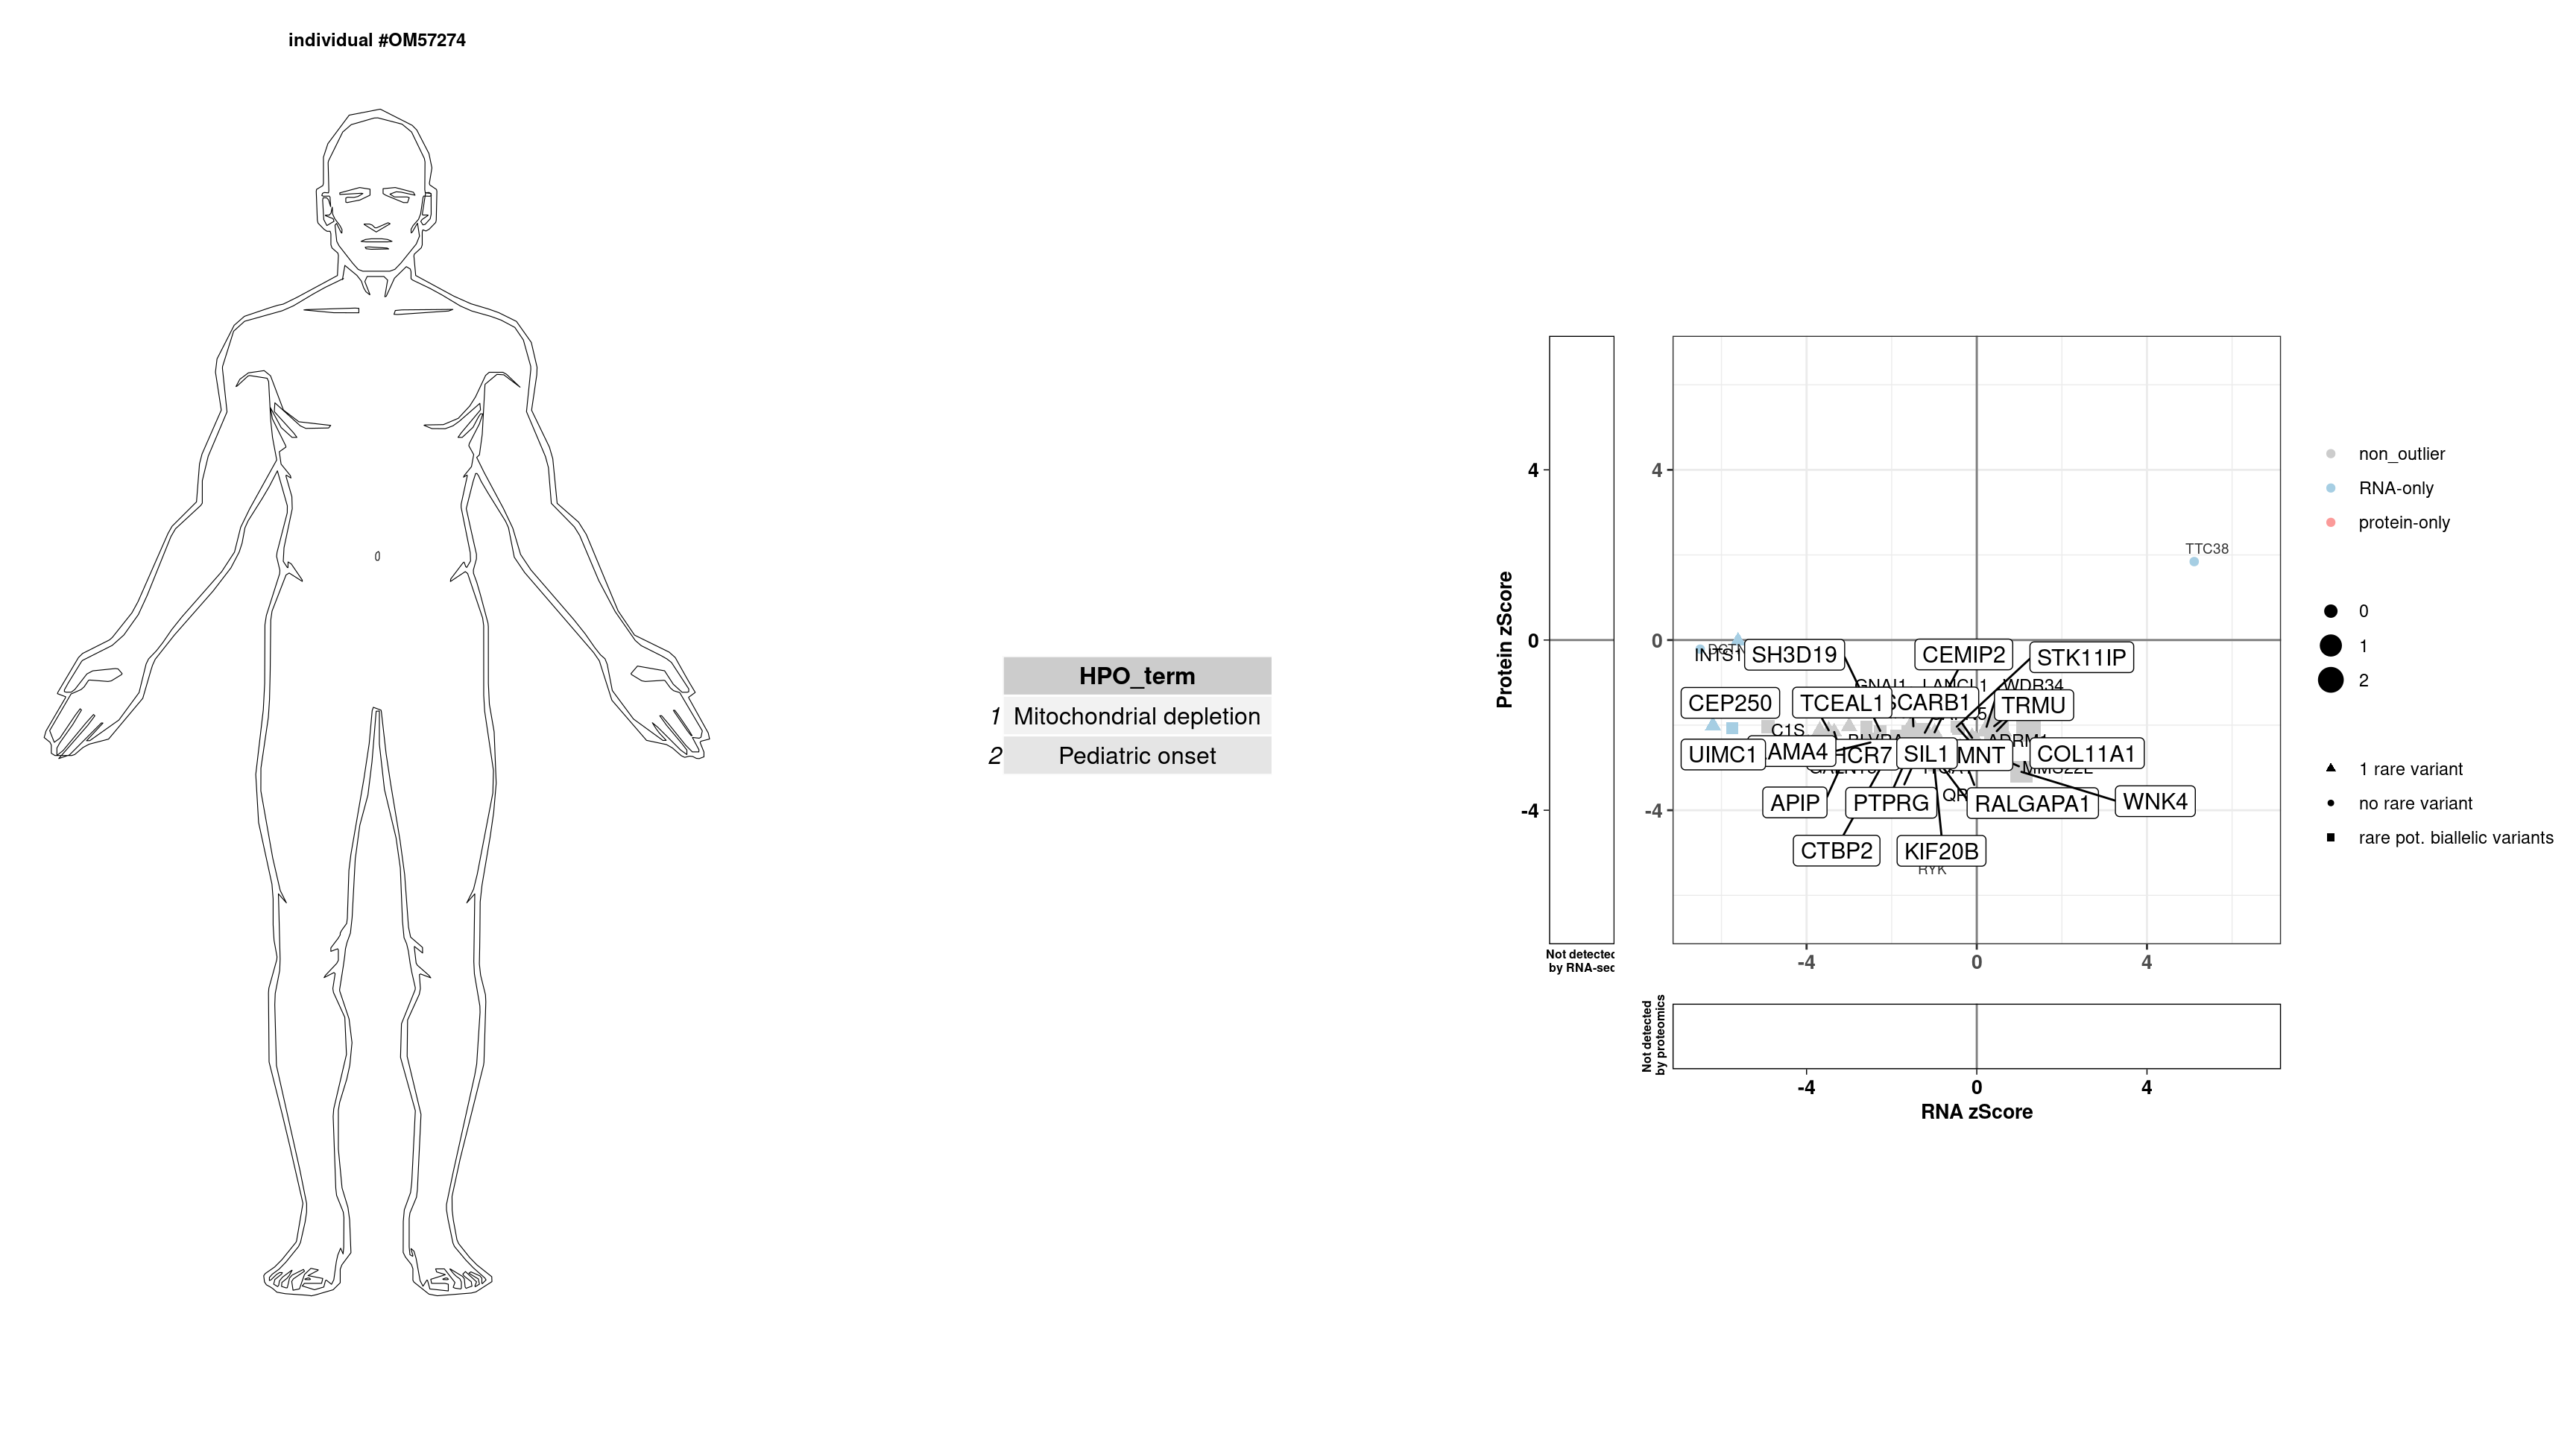 individual #OM57274
HPO_term
1 Mitochondrial depletion
2 Pediatric onset
Protein zScore
4
0
-4
Not detected
by RNA-seq
4
0
-4
TTC38
INTS1
SH3D19
CEMIP2
STK11IP
GNAI1
WDR34
CEP250
TCEAL1
SCARB1
TRMU
C1S
UIMC1
SIL1
MNT
COL11A1
APIP
PTPRG
RALGAPA1
WNK4
CTBP2
KIF20B
RYK
-4
0
4
Not detected
by proteomics
-4
0
4
RNA zScore
non_outlier
RNA-only
protein-only
0
1
2
1 rare variant
no rare variant
rare pot. biallelic variants